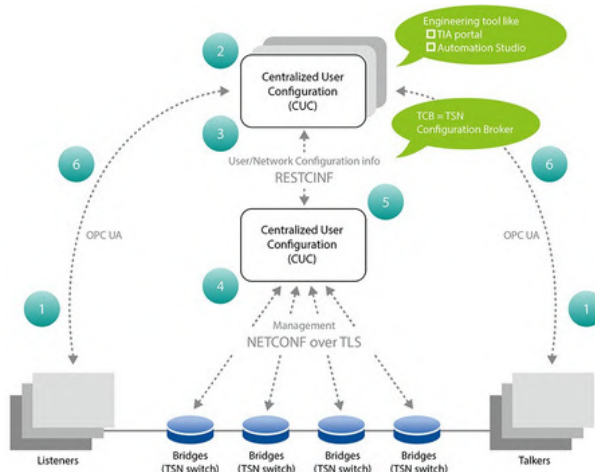 Engineering tool like
TIA portal
Automation Studio
2
Centralized User
Configuration
(CUC)
TCB = TSN
Configuration Broker
3
User/Network Configuration info
RESTCINF
6
6
OPC UA
OPC UA
5
Centralized User
Configuration
(CUC)
4
1
1
Management
NETCONF over TLS
Listeners
Bridges
(TSN switch)
Bridges
(TSN switch)
Bridges
(TSN switch)
Bridges
(TSN switch)
Talkers